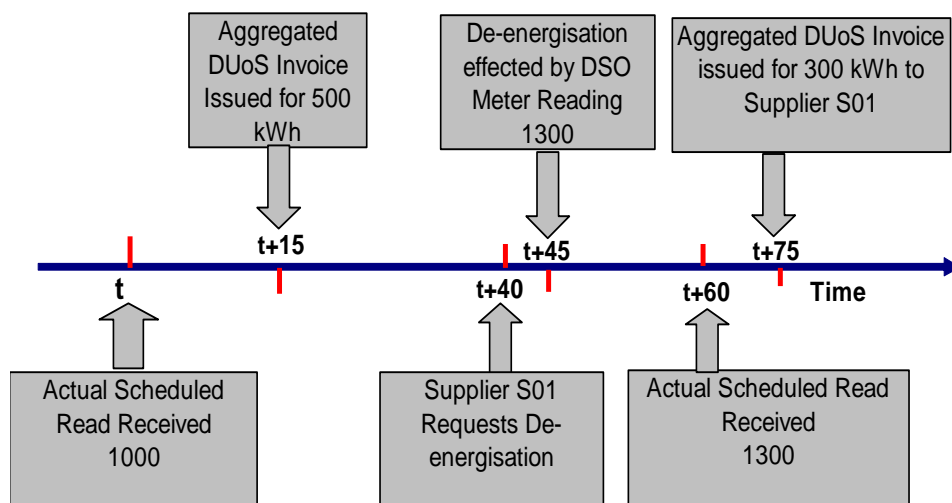 Aggregated
DUoS Invoice
Issued for 500
kWh
De-energisation
effected by DSO
Meter Reading
1300
Aggregated DUoS Invoice
issued for 300 kWh to
Supplier S01
t+15
t+45
t+75
t
t+40
t+60
Time
Actual Scheduled
Read Received
1000
Supplier S01
Requests De-
energisation
Actual Scheduled Read
Received
1300